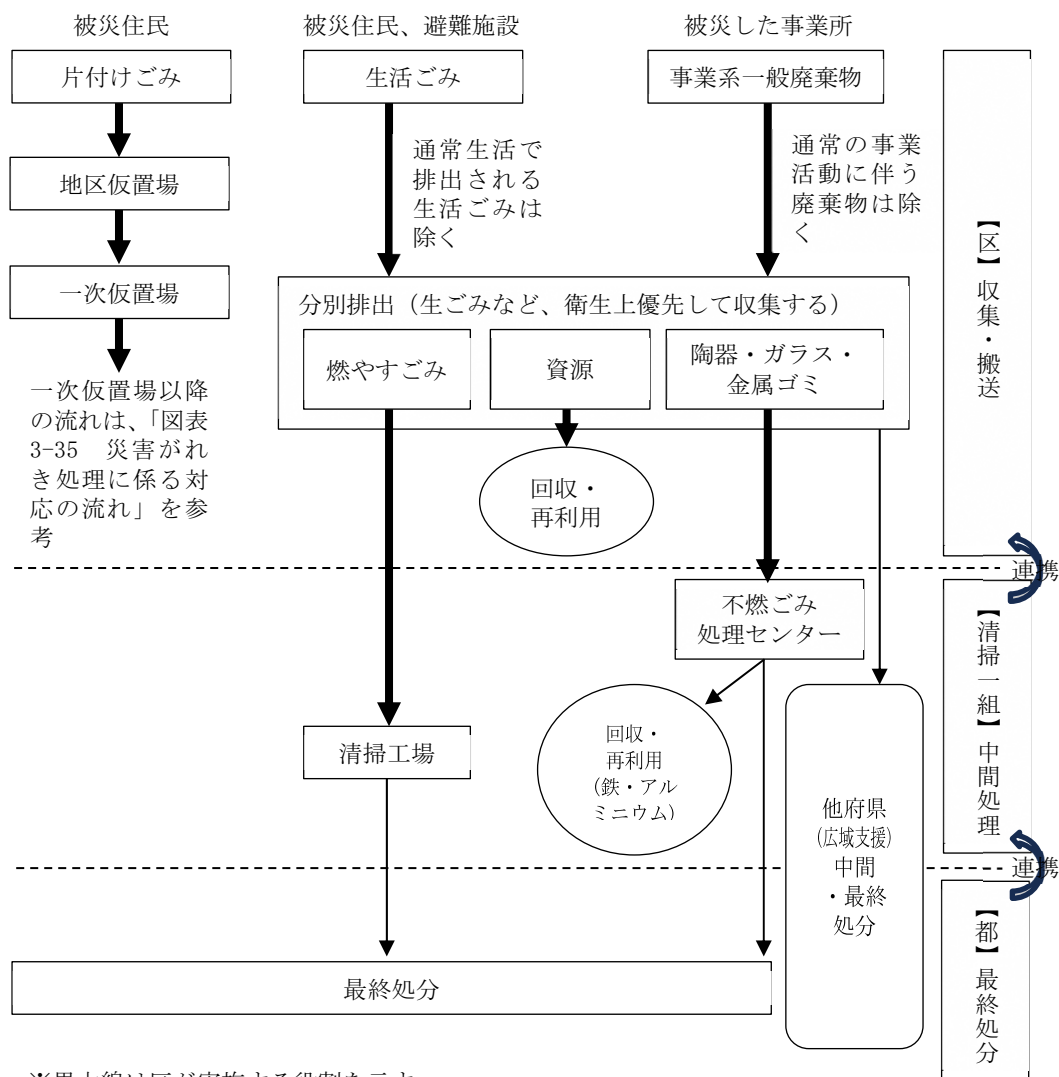 被災住民
被災住民、避難施設
被災した事業所
片付けごみ
生活ごみ
事業系一般廃棄物
通常生活で
排出される
生活ごみは
除く
通常の事業
活動に伴う
廃棄物は除
く
地区仮置場
一次仮置場
一次仮置場以降
の流れは、「図表
3-35 災害がれ
き処理に係る対
応の流れ」を参
考
分別排出（生ごみなど、衛生上優先して収集する）
燃やすごみ
資源
陶器・ガラス・
金属ゴミ
回収・
再利用
【区】収集・搬送
連携
不燃ごみ
処理センター
清掃工場
回収・
再利用
(鉄・アル
ミニウム)
他府県
(広域支援)
中間
・最終
処分
【清掃一組】中間処理
連携
最終処分
【都】最終処分